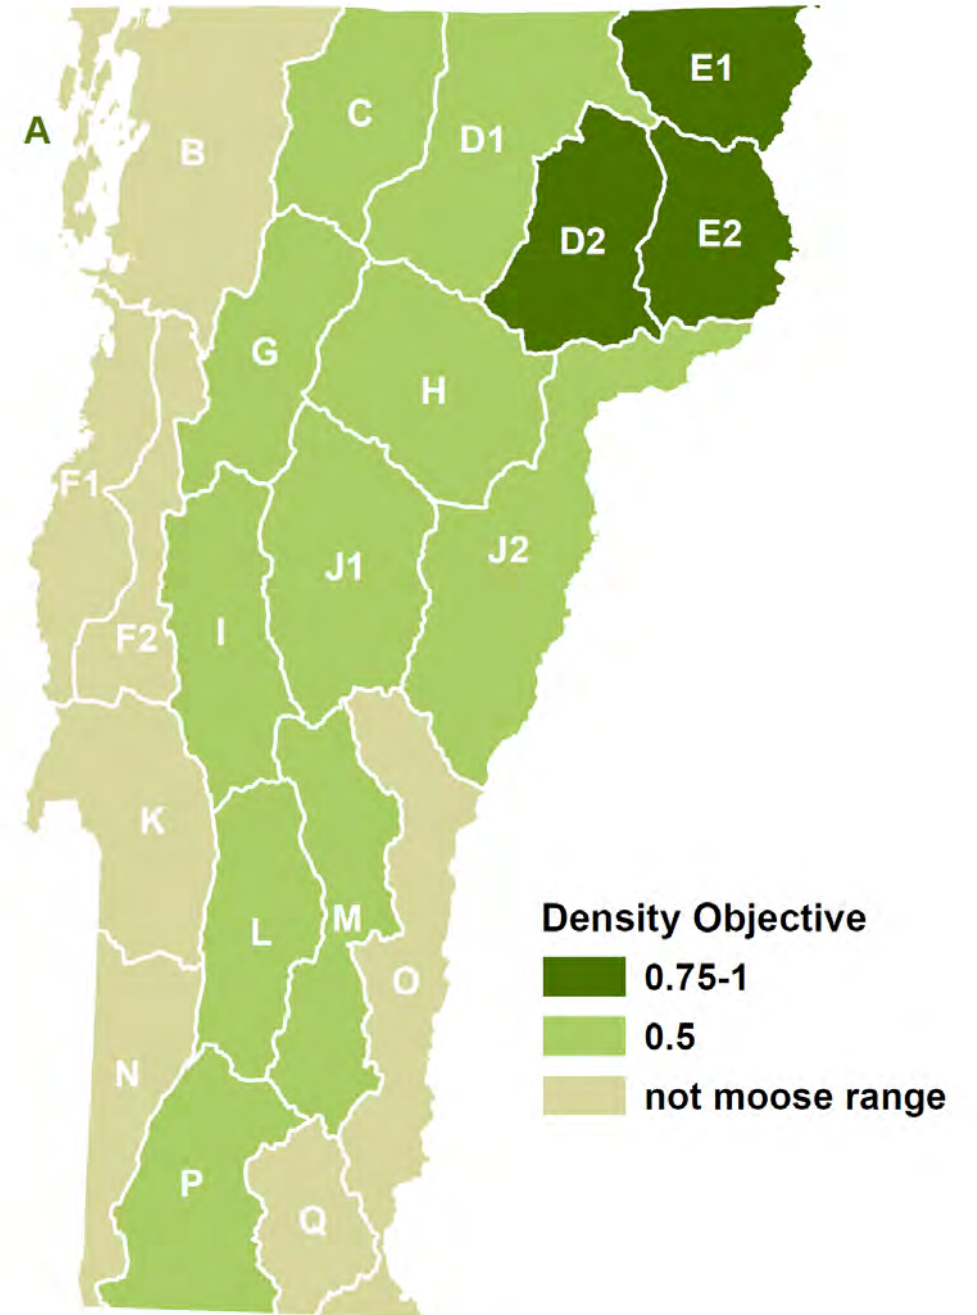 E1
C
A
D1
B
E2
D2
G
H
F1
J2
J1
I
F2
K
M
Density Objective
L
0.75-1
O
0.5
N
not moose range
P
Q